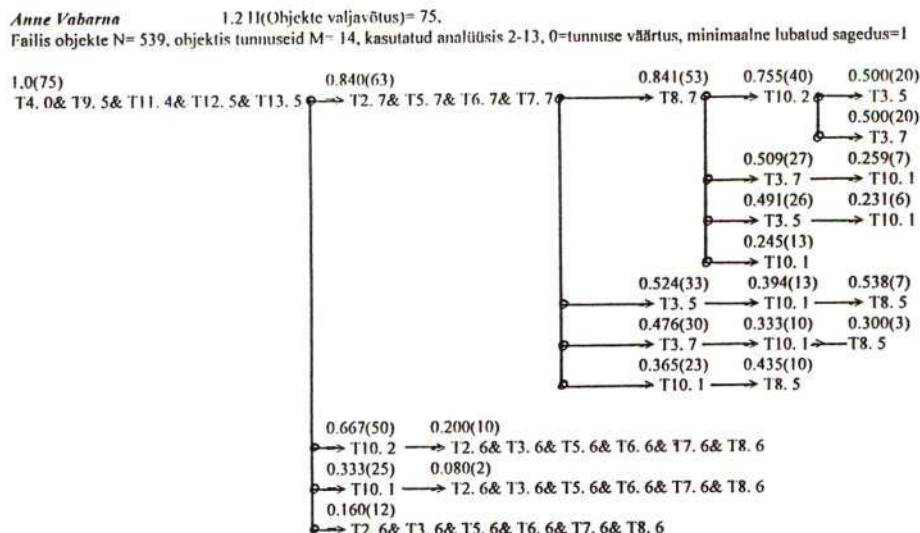 Anne Vabarna 1.2 H(Objekte valjavõtus)= 75.
Failis objekte N= 539, objektis tunnuseid M= 14, kasutatud analüüsis 2-13, 0=tunnuse väärtus, minimaalne lubatud sagedus=1
1.0(75) 0.840(63) 0.841(53) 0.755(40) 0.500(20)
T4. 0& T9. 5& T11. 4& T12. 5& T13. 5 T2. 7& T5. 7& T6. 7& T7. 7 T8. 7 T10. 2 T3. 5
0.500(20)
T3. 7
0.509(27) 0.259(7)
T3. 7 T10. 1
0.491(26) 0.231(6)
T3. 5 T10. 1
0.245(13)
T10. 1
0.524(33) 0.394(13) 0.538(7)
T3. 5 T10. 1 T8. 5
0.476(30) 0.333(10) 0.300(3)
T3. 7 T10. 1 T8. 5
0.365(23) 0.435(10)
T10. 1 T8. 5
0.667(50) 0.200(10)
T10. 2 T2. 6& T3. 6& T5. 6& T6. 6& T7. 6& T8. 6
0.333(25) 0.080(2)
T10. 1 T2. 6& T3. 6& T5. 6& T6. 6& T7. 6& T8. 6
0.160(12)
T2. 6& T3. 6& T5. 6& T6. 6& T7. 6& T8. 6